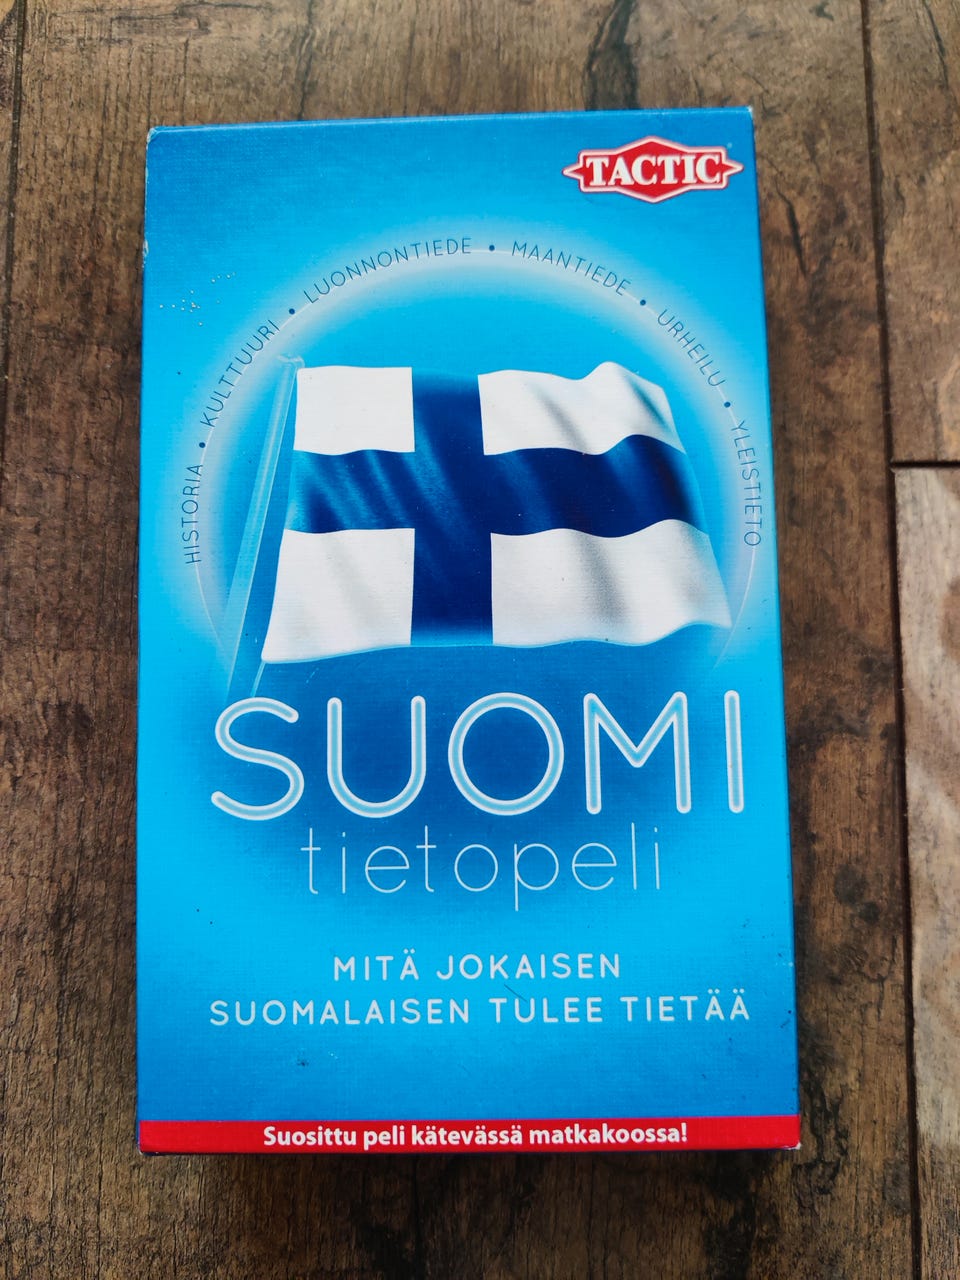 TACTIC
HISTORIA • KULTTUURI • LUONNONTIEDE • MAANTIEDE • URHEILU • YLEISTIETO
SUOMI
tietopeli
MITÄ JOKAISEN
SUOMALAISEN TULEE TIETÄÄ
Suosittu peli kätevässä matkakoossa!